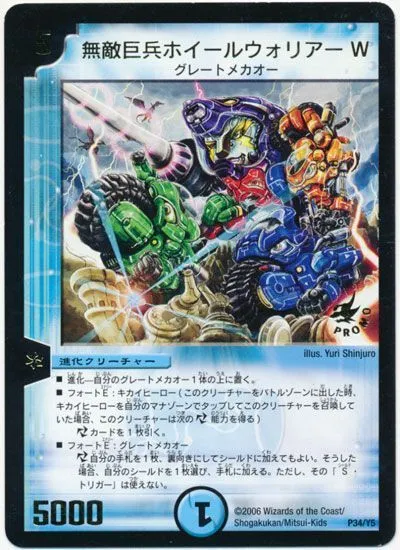 5
無敵巨兵ホイールウォリアー W
グレートメカオー
PROMO
illus. Yuri Shinjuro
進化クリーチャー
■ 進化―自分のグレートメカオー1体の上に置く。
■ フォートE:キカイヒーロー(このクリーチャーをバトルゾーンに出した時、
キカイヒーローを自分のマナゾーンでタップしてこのクリーチャーを召喚して
いた場合、このクリーチャーは次の 能力を得る)
カードを1枚引く。
■ フォートE:グレートメカオー
自分の手札を1枚、裏向きにしてシールドに加えてもよい。そうした
場合、自分のシールドを1枚選び、手札に加える。ただし、その「S・
トリガー」は使えない。
5000
1
©2006 Wizards of the Coast/
Shogakukan/Mitsui-Kids
P34/Y5